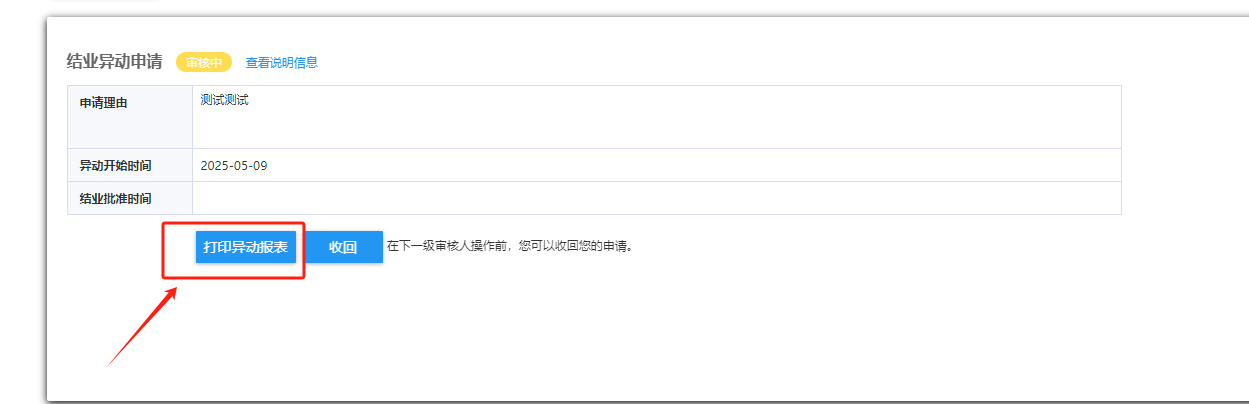 结业异动申请 审核中 查看说明信息
申请理由 测试测试
异动开始时间 2025-05-09
结业批准时间
打印异动报表 收回 在下一级审核人操作前，您可以收回您的申请。